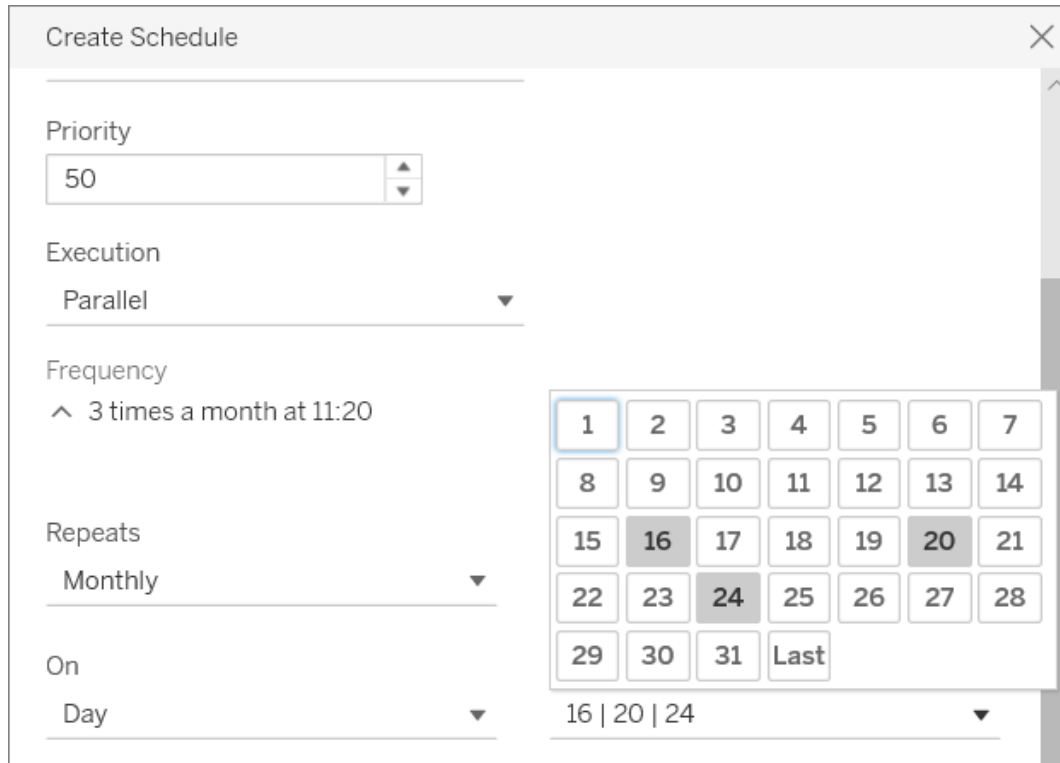 Create Schedule
Priority
50
Execution
Parallel
Frequency
3 times a month at 11:20
1 2 3 4 5 6 7
8 9 10 11 12 13 14
15 16 17 18 19 20 21
22 23 24 25 26 27 28
29 30 31 Last
Repeats
Monthly
On
Day
16 | 20 | 24